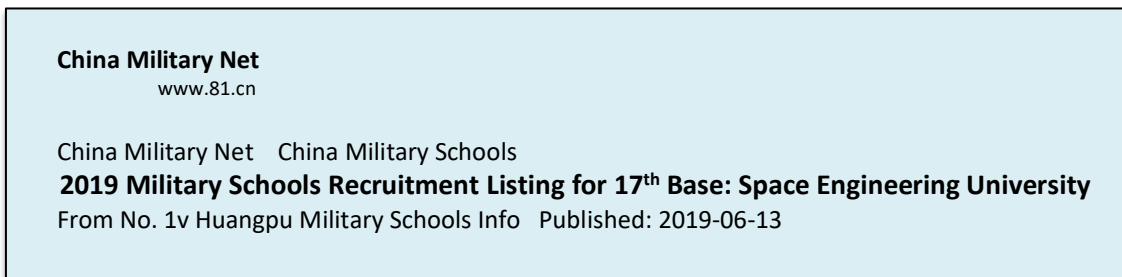 China Military Net
www.81.cn
China Military Net China Military Schools
2019 Military Schools Recruitment Listing for 17th Base: Space Engineering University
From No. 1v Huangpu Military Schools Info Published: 2019-06-13